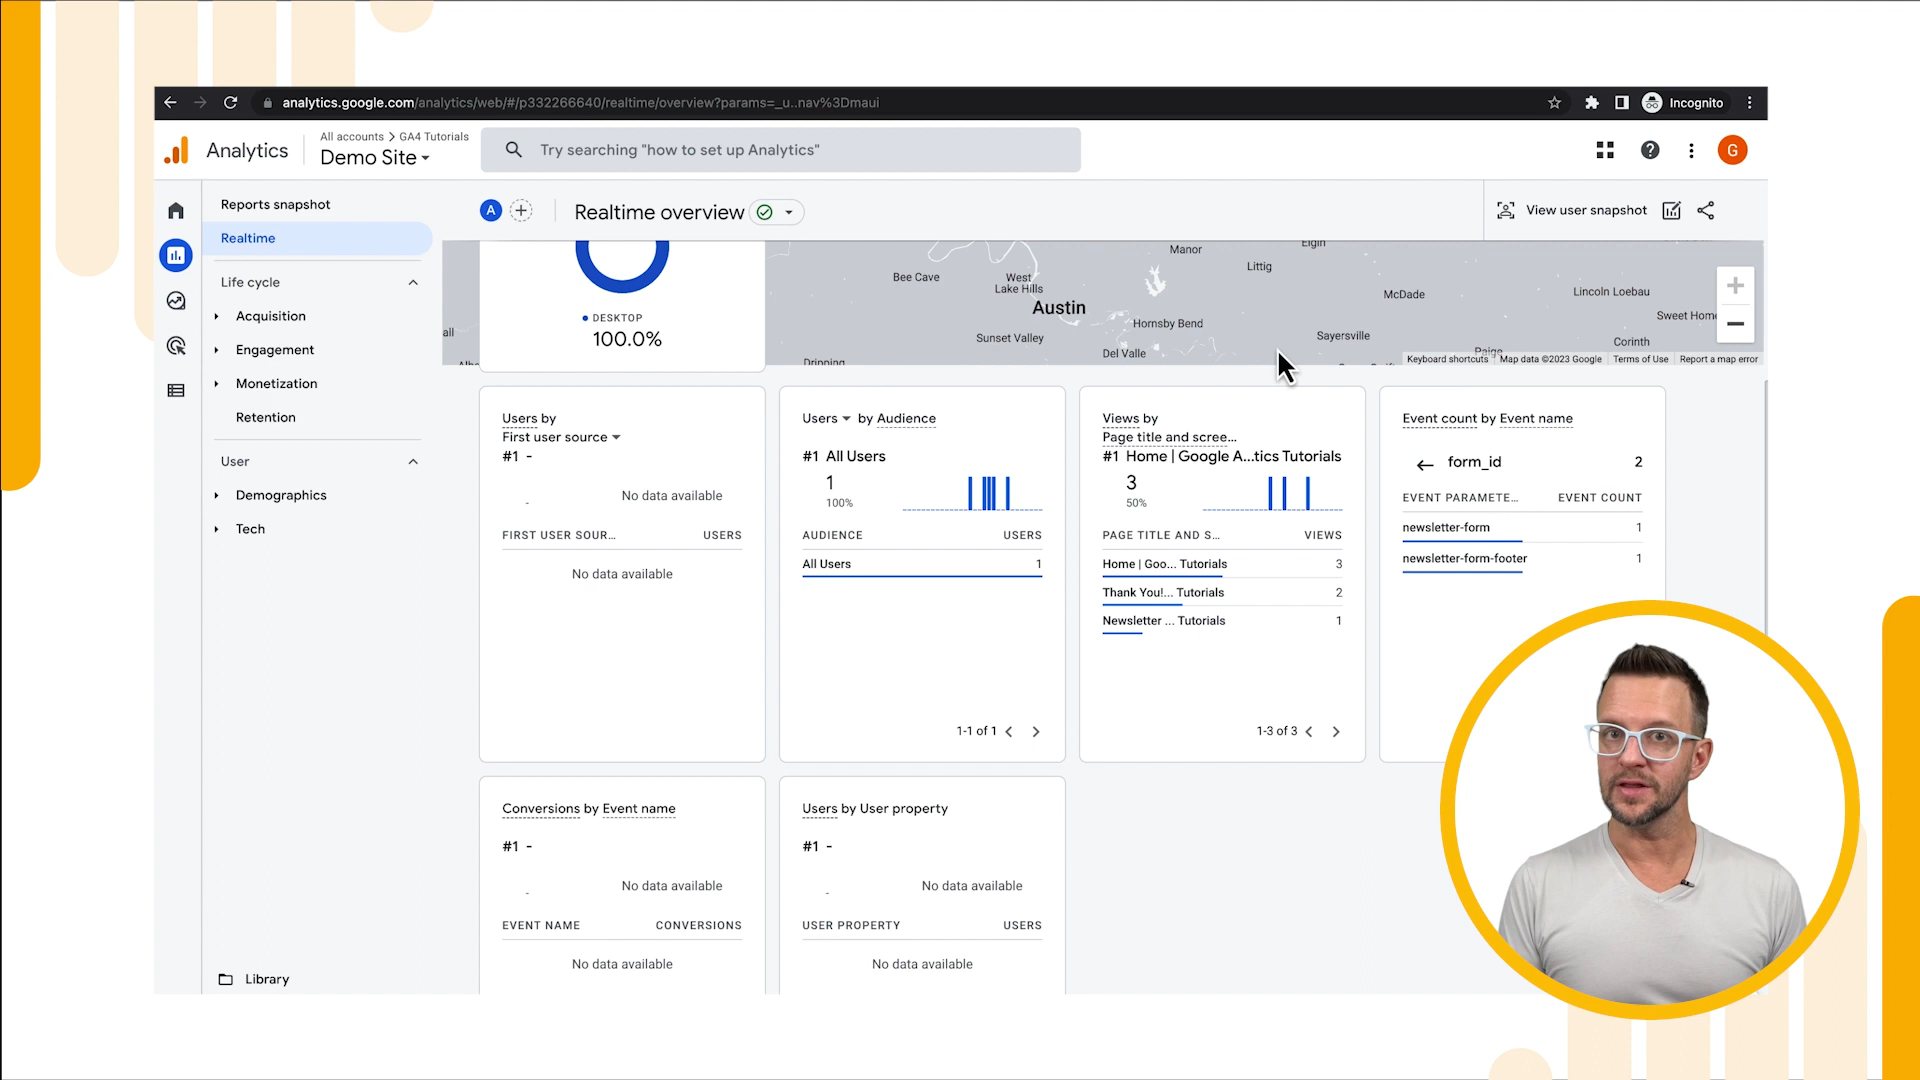 analytics.google.com/analytics/web/#/p332266640/realtime/overview?params=_u..nav%3Dmaui
Incognito
Analytics
All accounts > GA4 Tutorials
Demo Site
Try searching "how to set up Analytics"
G
Reports snapshot
Realtime
Life cycle
Acquisition
Engagement
Monetization
Retention
User
Demographics
Tech
Library
A
Realtime overview
View user snapshot
DESKTOP
100.0%
Manor
Elgin
Bee Cave
West
Lake Hills
Littig
Austin
McDade
Lincoln Loebau
Hornsby Bend
Sweet Home
Sunset Valley
Sayersville
Corinth
Del Valle
Paige
Dripping
all
Keyboard shortcuts
Map data ©2023 Google
Terms of Use
Report a map error
Users by
First user source
#1 -
-
No data available
FIRST USER SOUR...
USERS
No data available
Users by Audience
#1 All Users
1
100%
AUDIENCE
USERS
All Users
1
1-1 of 1
Views by
Page title and scree...
#1 Home | Google A...tics Tutorials
3
50%
PAGE TITLE AND S...
VIEWS
Home | Goo... Tutorials
3
Thank You!... Tutorials
2
Newsletter ... Tutorials
1
1-3 of 3
Event count by Event name
form_id
2
EVENT PARAMETE...
EVENT COUNT
newsletter-form
1
newsletter-form-footer
1
Conversions by Event name
#1 -
-
No data available
EVENT NAME
CONVERSIONS
No data available
Users by User property
#1 -
-
No data available
USER PROPERTY
USERS
No data available